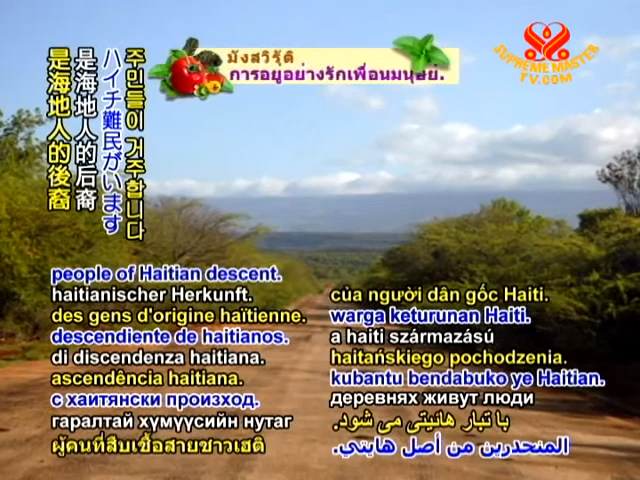 มังสวิรัติ
การอยู่อย่างรักเพื่อนมนุษย์.
SUPREME MASTER
TV.COM
주민들이 거주합니다
ハイチ難民がいます
是海地人的后裔
是海地人的後裔
people of Haitian descent.
haitianischer Herkunft.
des gens d'origine haïtienne.
descendiente de haitianos.
di discendenza haitiana.
ascendência haitiana.
с хаитянски произход.
гаралтай хүмүүсийн нутаг
ผู้คนที่สืบเชื้อสายชาวเฮติ
của người dân gốc Haiti.
warga keturunan Haiti.
a haiti származású
haitańskiego pochodzenia.
kubantu bendabuko ye Haitian.
деревнях живут люди
با تبار هائیتی می شود.
المنحدرين من أصل هايتي.